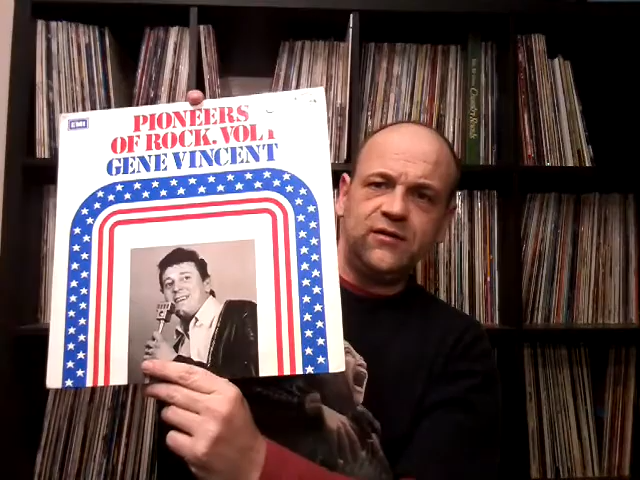 EMI
PIONEERS
OF ROCK. VOL 1
GENE VINCENT